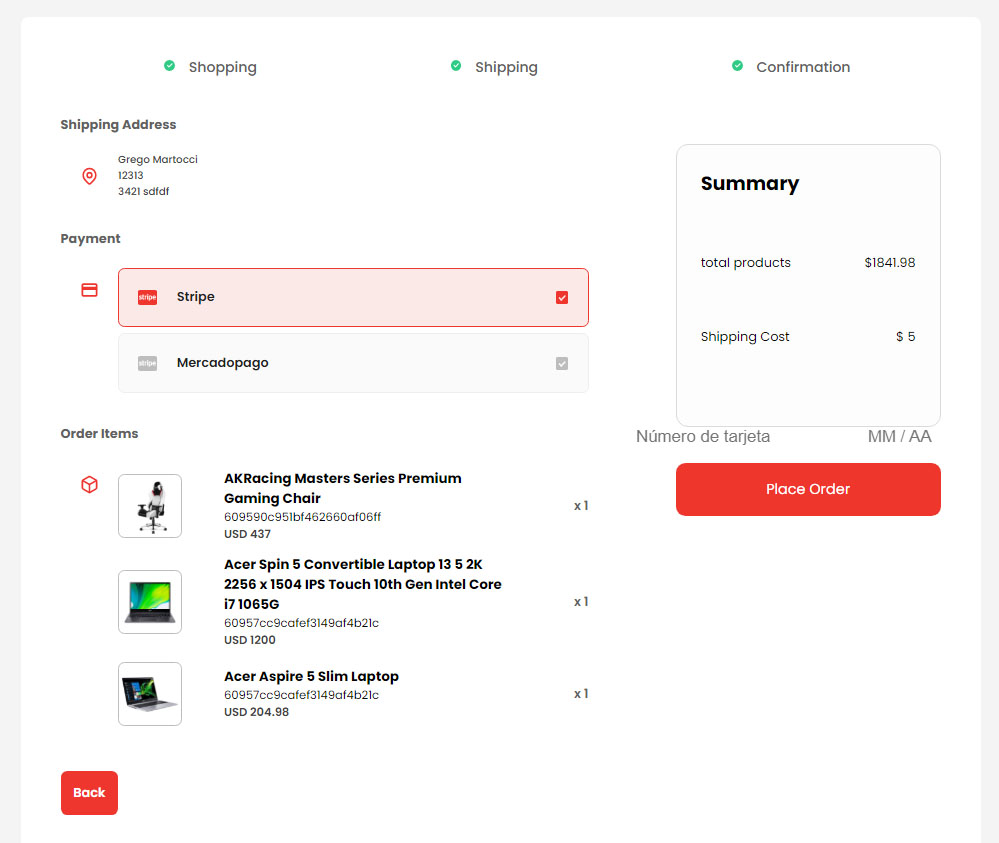 Shopping
Shipping
Confirmation
Shipping Address
Grego Martocci
12313
3421 sdfdf
Payment
stripe
Stripe
stripe
Mercadopago
Order Items
AKRacing Masters Series Premium
Gaming Chair
609590c951bf462660af06ff
USD 437
x 1
Acer Spin 5 Convertible Laptop 13 5 2K
2256 x 1504 IPS Touch 10th Gen Intel Core
i7 1065G
60957cc9cafef3149af4b21c
USD 1200
x 1
Acer Aspire 5 Slim Laptop
60957cc9cafef3149af4b21c
USD 204.98
x 1
Back
Summary
total products $1841.98
Shipping Cost $ 5
Número de tarjeta MM / AA
Place Order